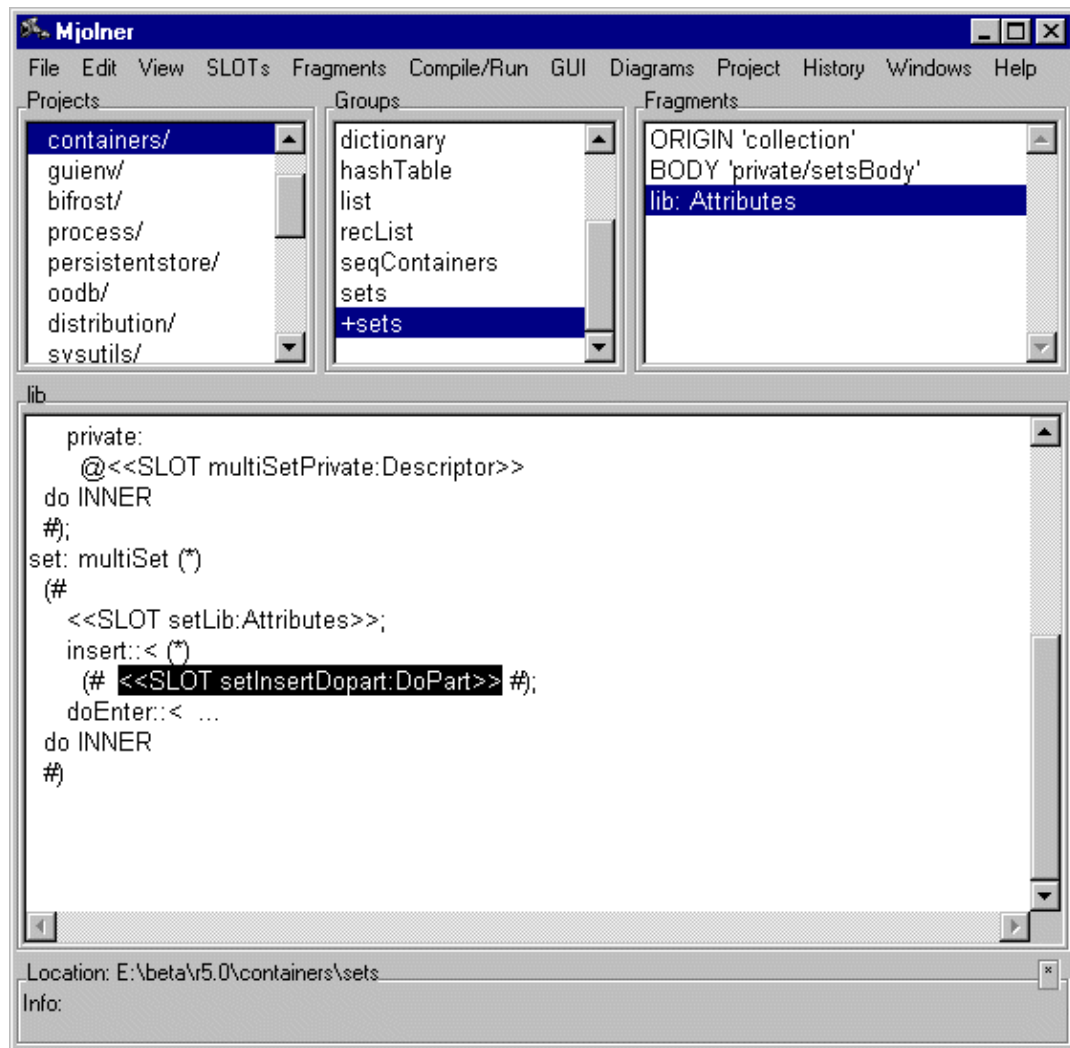 Mjolner
File Edit View SLOTs Fragments Compile/Run GUI Diagrams Project History Windows Help
Projects
containers/
guienv/
bifrost/
process/
persistentstore/
oodb/
distribution/
sysutils/
Groups
dictionary
hashTable
list
recList
seqContainers
sets
+sets
Fragments
ORIGIN 'collection'
BODY 'private/setsBody'
lib: Attributes
lib
private:
@<<SLOT multiSetPrivate:Descriptor>>
do INNER
#);
set: multiSet (*)
(#
<<SLOT setLib:Attributes>>;
insert::< (*)
(# <<SLOT setInsertDopart:DoPart>> #);
doEnter::< ...
do INNER
#)
Location: E:\beta\r5.0\containers\sets
Info: